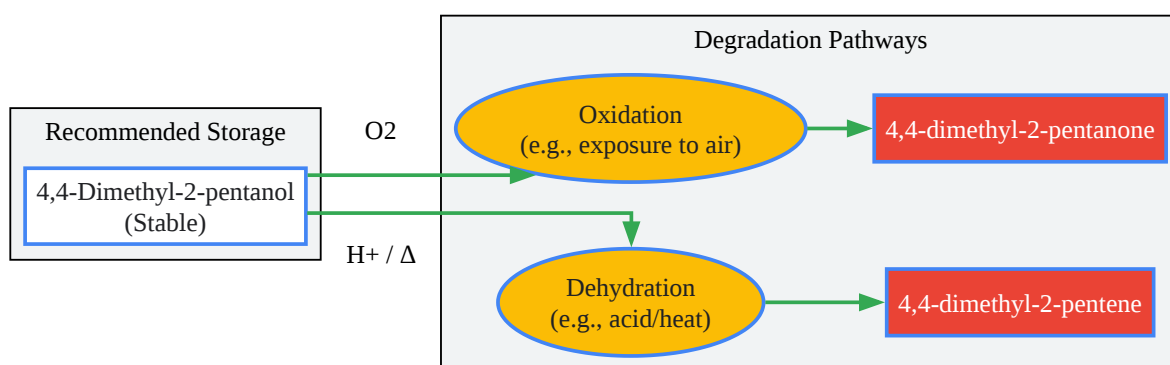 Degradation Pathways
Recommended Storage
4,4-Dimethyl-2-pentanol
(Stable)
O2
H+ / Δ
Oxidation
(e.g., exposure to air)
4,4-dimethyl-2-pentanone
Dehydration
(e.g., acid/heat)
4,4-dimethyl-2-pentene